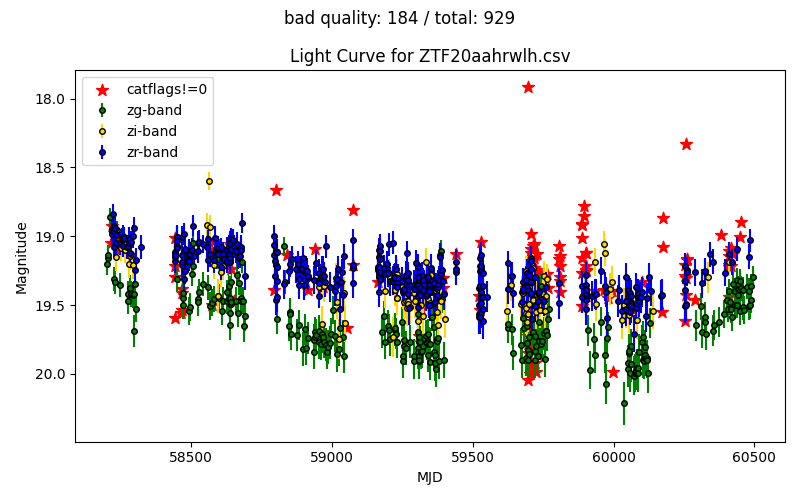 bad quality: 184 / total: 929
Light Curve for ZTF20aahrwlh.csv
catflags!=0
zg-band
zi-band
zr-band
18.0
18.5
19.0
19.5
20.0
Magnitude
58500
59000
59500
60000
60500
MJD